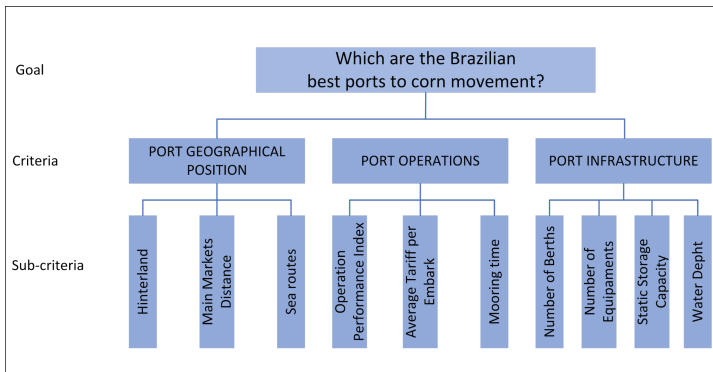 Goal
Which are the Brazilian
best ports to corn movement?
Criteria
PORT GEOGRAPHICAL
POSITION
PORT OPERATIONS
PORT INFRASTRUCTURE
Sub-criteria
Hinterland
Main Markets
Distance
Sea routes
Operation
Performance Index
Average Tariff per
Embark
Mooring time
Number of Berths
Number of
Equipaments
Static Storage
Capacity
Water Depht